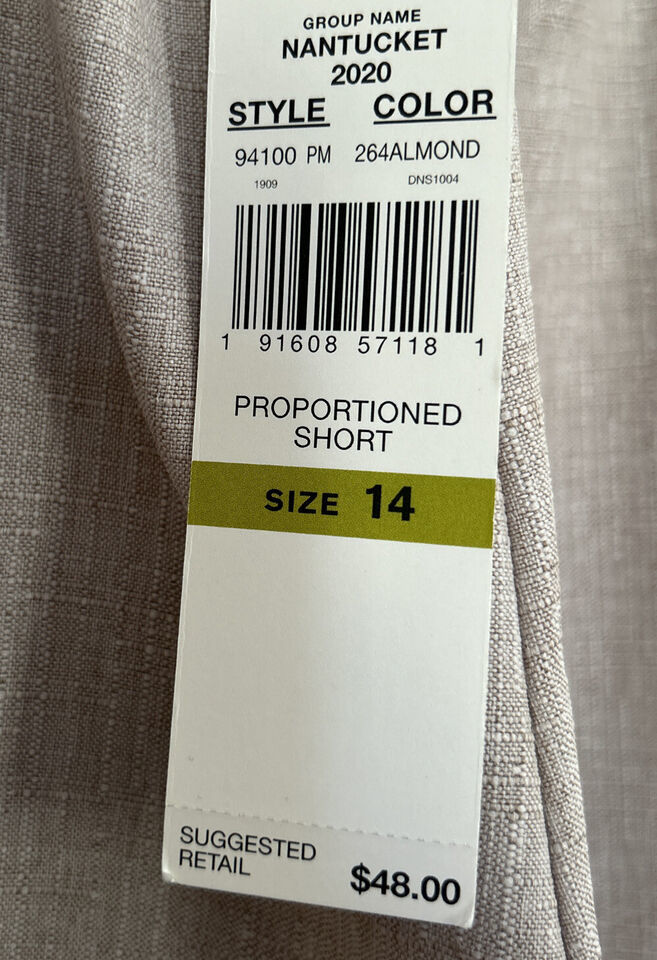 GROUP NAME
NANTUCKET
2020
STYLE COLOR
94100 PM 264ALMOND
1909 DNS1004
1 91608 57118 1
PROPORTIONED
SHORT
SIZE 14
SUGGESTED
RETAIL
$48.00